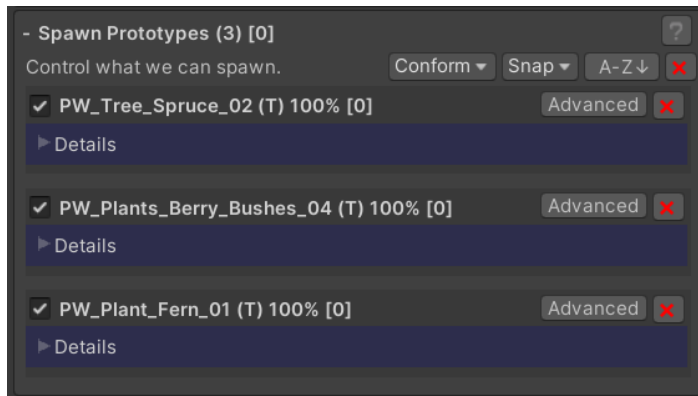 - Spawn Prototypes (3) [0] ?
Control what we can spawn. Conform Snap A-Z↓
PW_Tree_Spruce_02 (T) 100% [0] Advanced
Details
PW_Plants_Berry_Bushes_04 (T) 100% [0] Advanced
Details
PW_Plant_Fern_01 (T) 100% [0] Advanced
Details